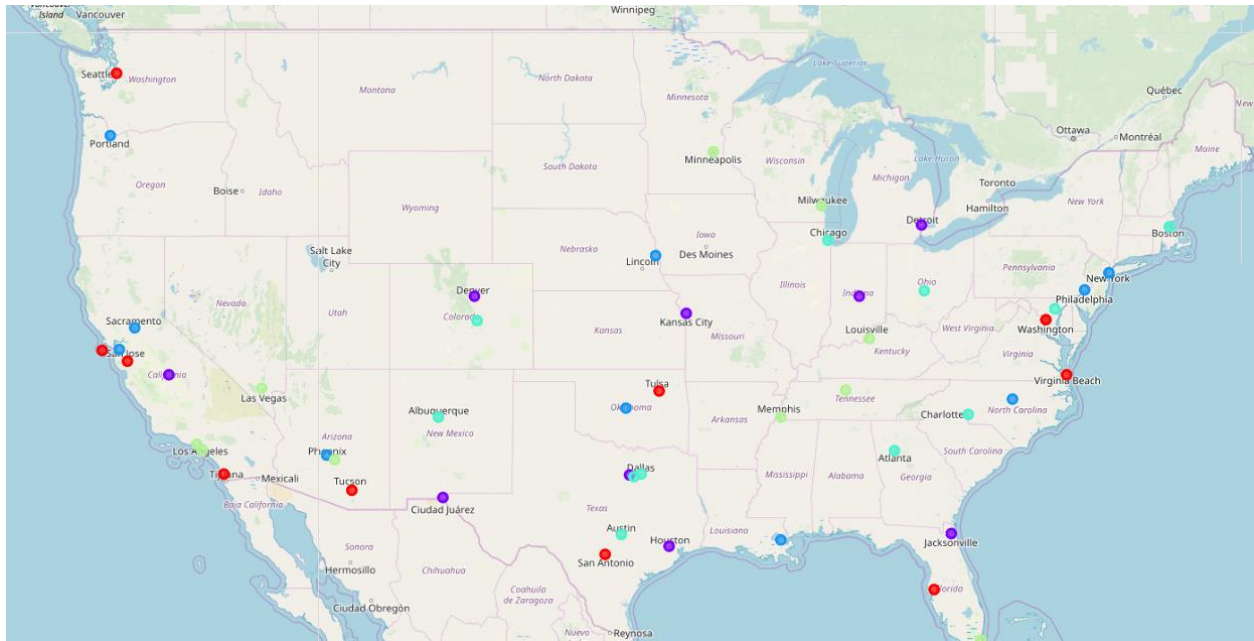 Vancouver
Island
Vancouver
Winnipeg
Seattle
Washington
Montana
North Dakota
Minnesota
Lake Superior
Québec
Ottawa
Montréal
Maine
New
Portland
Oregon
Boise
Idaho
South Dakota
Minneapolis
Wisconsin
Michigan
Lake Huron
Toronto
Hamilton
New York
Wyoming
Milwaukee
Detroit
Chicago
Boston
Salt Lake
City
Nebraska
Iowa
Des Moines
Lincoln
Pennsylvania
New York
Philadelphia
Nevada
Utah
Denver
Colorado
Illinois
Indiana
Ohio
Sacramento
San Jose
California
Kansas
Kansas City
Missouri
Louisville
Kentucky
West Virginia
Washington
Virginia
Virginia Beach
Las Vegas
Tulsa
Oklahoma
Arkansas
Memphis
Tennessee
Charlotte
North Carolina
Los Angeles
Arizona
Phoenix
Albuquerque
New Mexico
Atlanta
South Carolina
Georgia
Alabama
Mississippi
Tijuana
Mexicali
Baja California
Tucson
Ciudad Juárez
Dallas
Texas
Louisiana
Austin
Houston
San Antonio
Jacksonville
Florida
Sonora
Hermosillo
Chihuahua
Coahuila
de Zaragoza
Ciudad Obregón
Nuevo
Reynosa